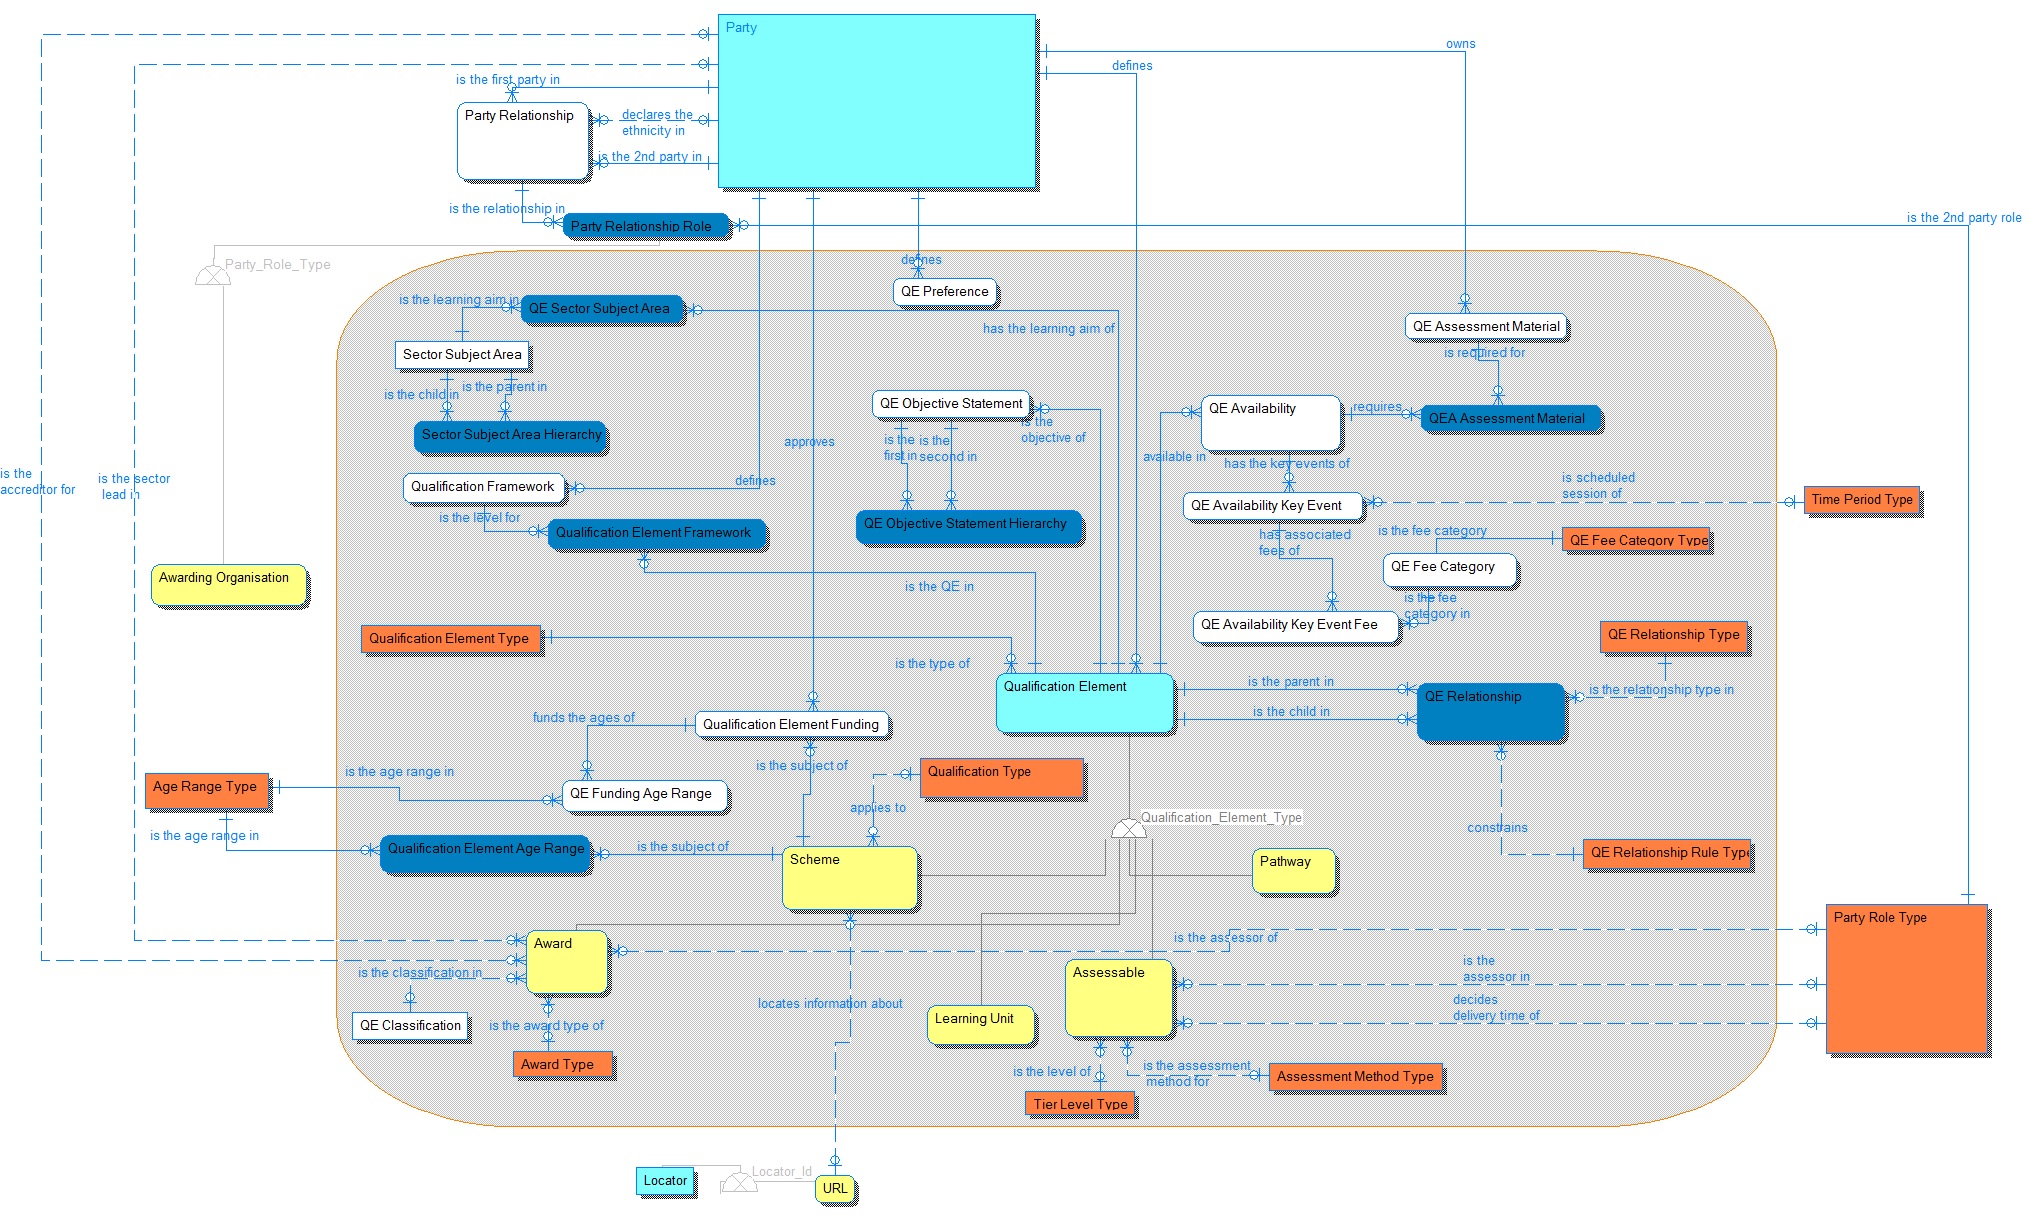 Party
owns
defines
is the first party in
Party Relationship
declares the
ethnicity in
is the 2nd party in
is the relationship in
Party Relationship Role
is the 2nd party role
Party_Role_Type
defines
QE Preference
is the learning aim in
QE Sector Subject Area
has the learning aim of
QE Assessment Material
is required for
Sector Subject Area
is the child in
is the parent in
Sector Subject Area Hierarchy
QE Objective Statement
is the
objective of
is the
first in
is the
second in
QE Objective Statement Hierarchy
QE Availability
requires
QEA Assessment Material
available in
has the key events of
approves
is the
accreditor for
is the sector
lead in
Qualification Framework
defines
is the level for
Qualification Element Framework
is the QE in
QE Availability Key Event
is scheduled
session of
Time Period Type
has associated
fees of
is the fee category
QE Fee Category Type
QE Fee Category
is the fee
category in
QE Availability Key Event Fee
Awarding Organisation
Qualification Element Type
is the type of
QE Relationship Type
Qualification Element
is the parent in
is the child in
QE Relationship
is the relationship type in
funds the ages of
Qualification Element Funding
is the subject of
Age Range Type
is the age range in
QE Funding Age Range
Qualification Type
applies to
is the age range in
Qualification Element Age Range
is the subject of
Scheme
Qualification_Element_Type
Pathway
constrains
QE Relationship Rule Type
Party Role Type
Award
is the assessor of
is the classification in
QE Classification
is the award type of
Award Type
locates information about
Learning Unit
Assessable
is the
assessor in
decides
delivery time of
is the level of
Tier Level Type
is the assessment
method for
Assessment Method Type
Locator
Locator_Id
URL